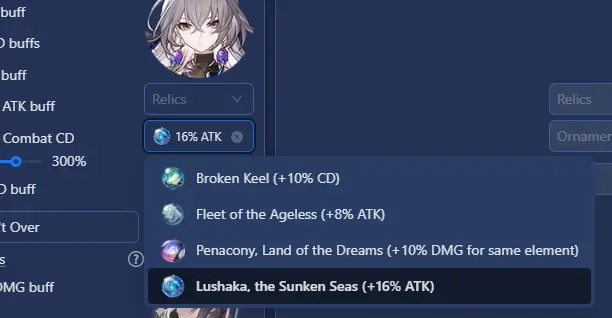 buff
D buffs
buff
ATK buff
Relics
Relics
Combat CD
16% ATK
Ornamen
300%
D buff
Broken Keel (+10% CD)
Fleet of the Ageless (+8% ATK)
't Over
Penacony, Land of the Dreams (+10% DMG for same element)
s
?
DMG buff
Lushaka, the Sunken Seas (+16% ATK)